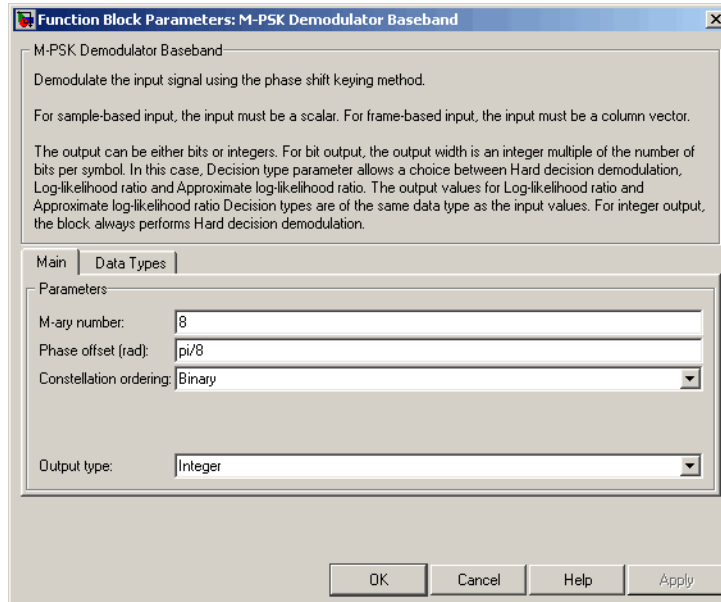 Function Block Parameters: M-PSK Demodulator Baseband
M-PSK Demodulator Baseband
Demodulate the input signal using the phase shift keying method.
For sample-based input, the input must be a scalar. For frame-based input, the input must be a column vector.
The output can be either bits or integers. For bit output, the output width is an integer multiple of the number of
bits per symbol. In this case, Decision type parameter allows a choice between Hard decision demodulation,
Log-likelihood ratio and Approximate log-likelihood ratio. The output values for Log-likelihood ratio and
Approximate log-likelihood ratio Decision types are of the same data type as the input values. For integer output,
the block always performs Hard decision demodulation.
Main Data Types
Parameters
M-ary number: 8
Phase offset (rad): pi/8
Constellation ordering: Binary
Output type: Integer
OK Cancel Help Apply